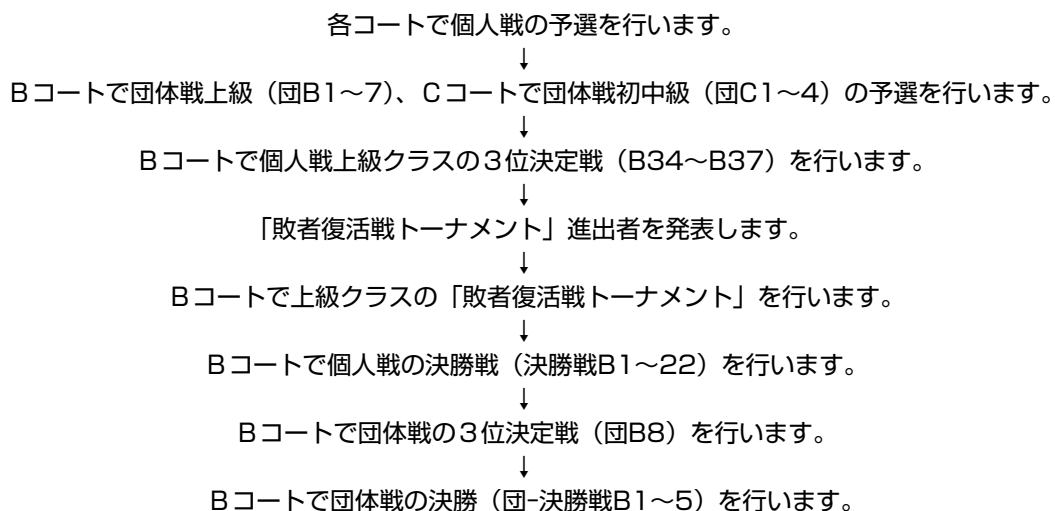 各コートで個人戦の予選を行います。
↓
Bコートで団体戦上級（団B1〜7）、Cコートで団体戦初中級（団C1〜4）の予選を行います。
↓
Bコートで個人戦上級クラスの3位決定戦（B34〜B37）を行います。
↓
「敗者復活戦トーナメント」進出者を発表します。
↓
Bコートで上級クラスの「敗者復活戦トーナメント」を行います。
↓
Bコートで個人戦の決勝戦（決勝戦B1〜22）を行います。
↓
Bコートで団体戦の3位決定戦（団B8）を行います。
↓
Bコートで団体戦の決勝（団-決勝戦B1〜5）を行います。